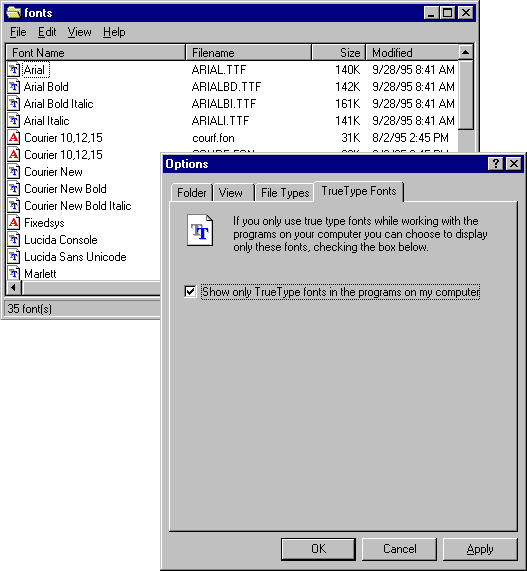 fonts
File Edit View Help
Font Name Filename Size Modified
Arial ARIAL.TTF 140K 9/28/95 8:41 AM
Arial Bold ARIALBD.TTF 142K 9/28/95 8:41 AM
Arial Bold Italic ARIALBI.TTF 161K 9/28/95 8:41 AM
Arial Italic ARIALI.TTF 141K 9/28/95 8:41 AM
Courier 10,12,15 courf.fon 31K 8/2/95 2:45 PM
Courier 10,12,15
Courier New
Courier New Bold
Courier New Bold Italic
Fixedsys
Lucida Console
Lucida Sans Unicode
Marlett
35 font(s)
Options
Folder View File Types TrueType Fonts
If you only use true type fonts while working with the
programs on your computer you can choose to display
only these fonts, checking the box below.
Show only TrueType fonts in the programs on my computer
OK Cancel Apply